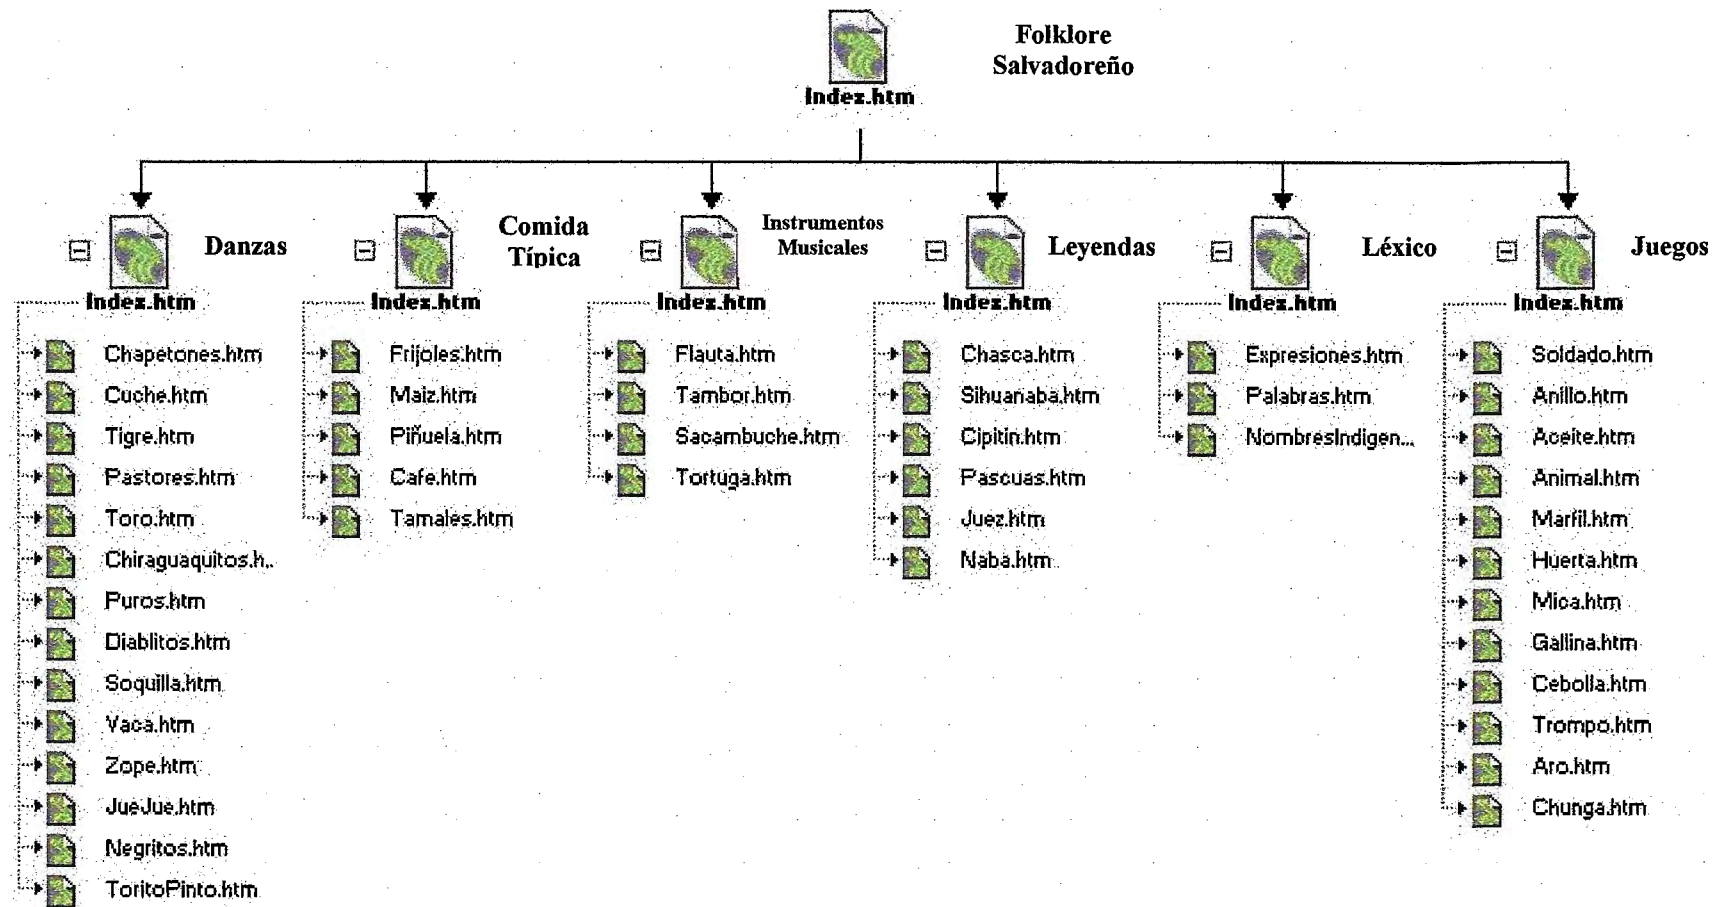 Folklore
Salvadoreño
Index.htm
Danzas
Index.htm
Chapetones.htm
Cuche.htm
Tigre.htm
Pastores.htm
Toro.htm
Chiraguaquitos.h..
Puros.htm
Diablitos.htm
Soquilla.htm
Vaca.htm
Zope.htm
JueJue.htm
Negritos.htm
ToritoPinto.htm
Comida
Típica
Index.htm
Frijoles.htm
Maiz.htm
Piñuela.htm
Cafe.htm
Tamales.htm
Instrumentos
Musicales
Index.htm
Flauta.htm
Tambor.htm
Sacambuche.htm
Tortuga.htm
Leyendas
Index.htm
Chasca.htm
Sihuanaba.htm
Cipitin.htm
Pascuas.htm
Juez.htm
Naba.htm
Léxico
Index.htm
Expresiones.htm
Palabras.htm
NombresIndigen...
Juegos
Index.htm
Soldado.htm
Anillo.htm
Aceite.htm
Animal.htm
Marfil.htm
Huerta.htm
Mica.htm
Gallina.htm
Cebolla.htm
Trompo.htm
Aro.htm
Chunga.htm